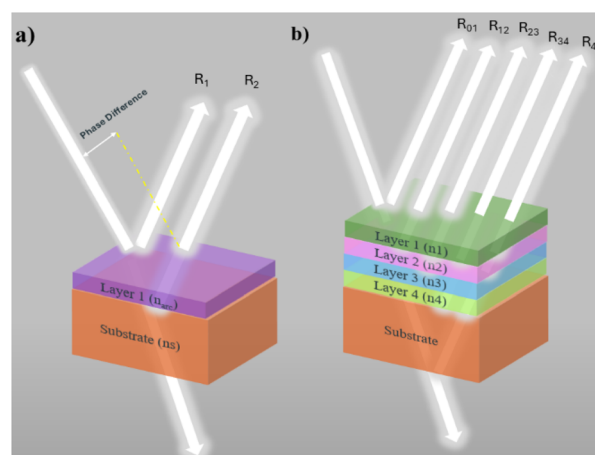 a)
Phase Difference
R1
R2
Layer 1 (narc)
Substrate (ns)
b)
R01
R12
R23
R34
R4
Layer 1 (n1)
Layer 2 (n2)
Layer 3 (n3)
Layer 4 (n4)
Substrate